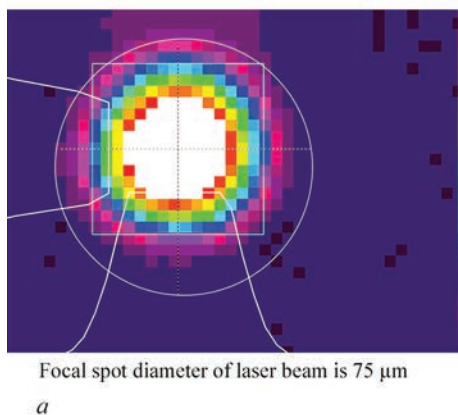 Focal spot diameter of laser beam is 75 μm
a